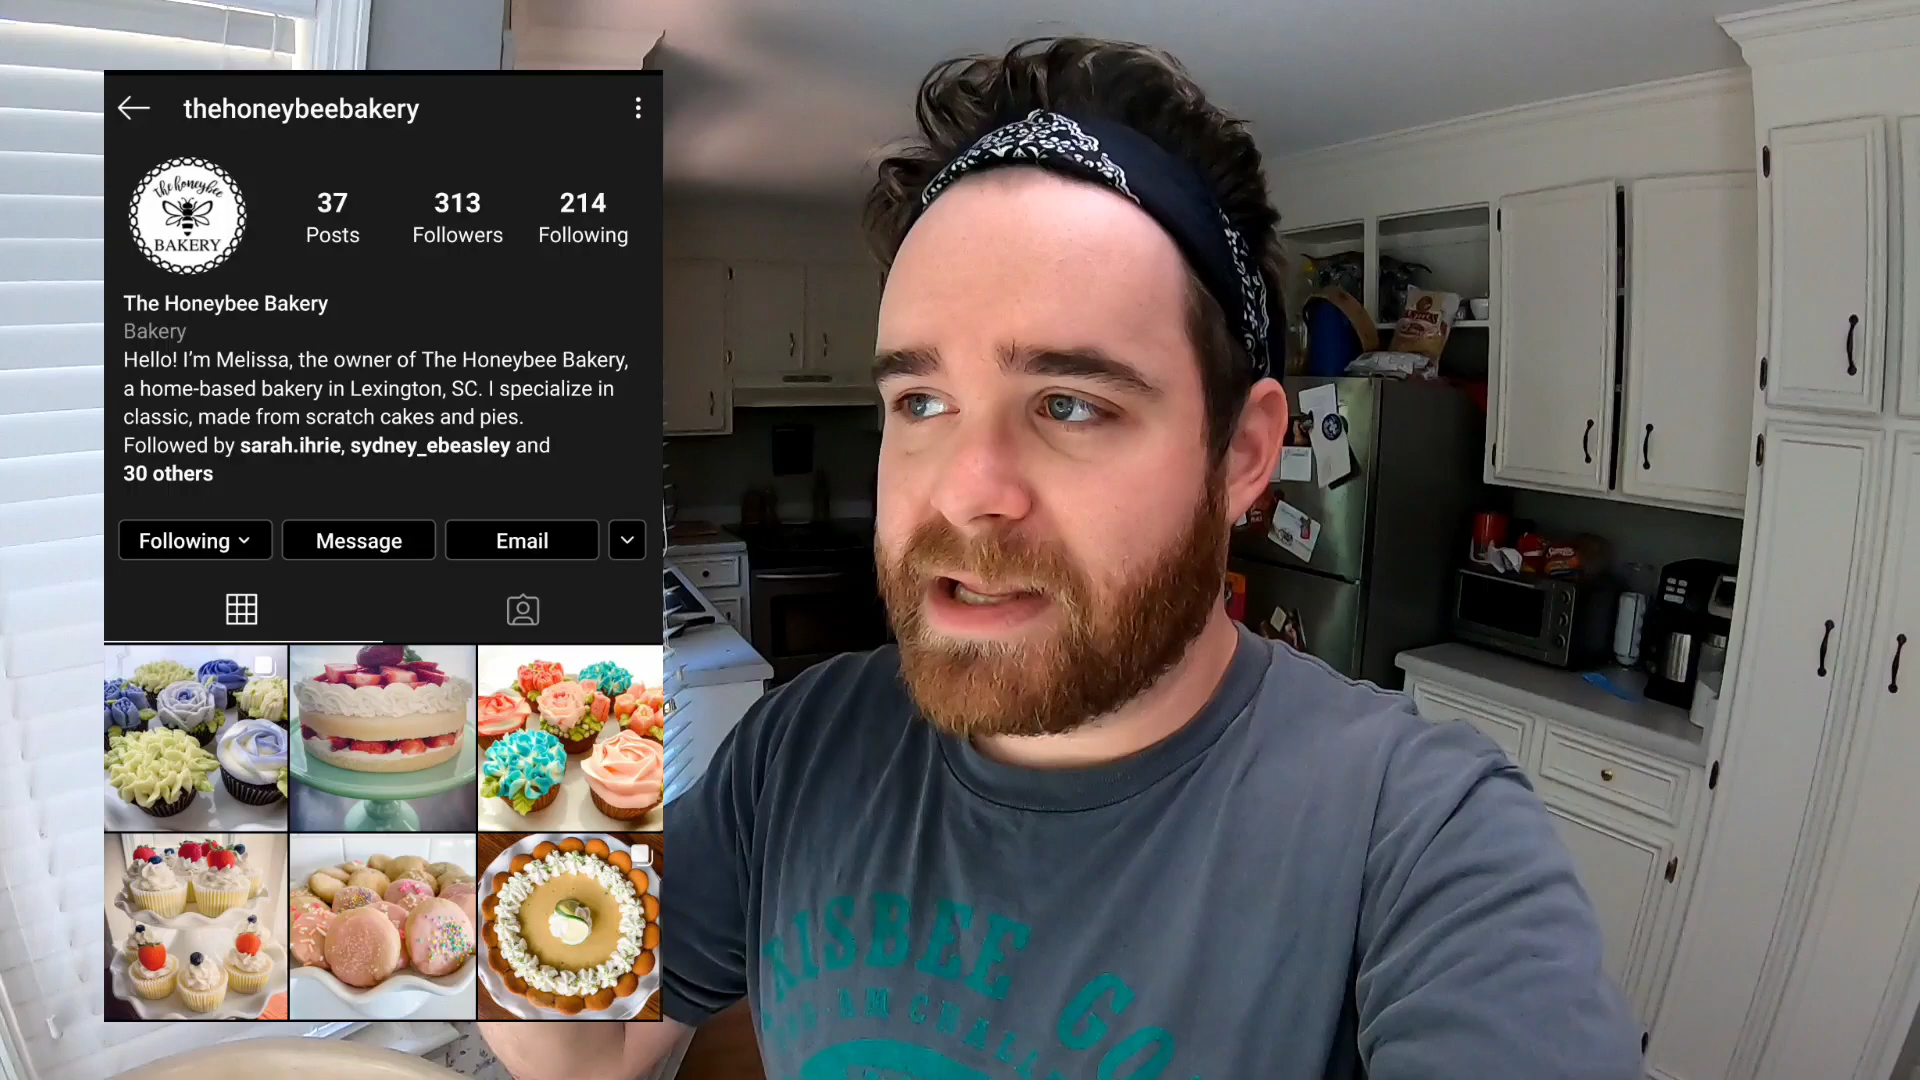 thehoneybeebakery
The honeybee
BAKERY
37
Posts
313
Followers
214
Following
The Honeybee Bakery
Bakery
Hello! I'm Melissa, the owner of The Honeybee Bakery,
a home-based bakery in Lexington, SC. I specialize in
classic, made from scratch cakes and pies.
Followed by sarah.ihrie, sydney_ebeasley and
30 others
Following
Message
Email